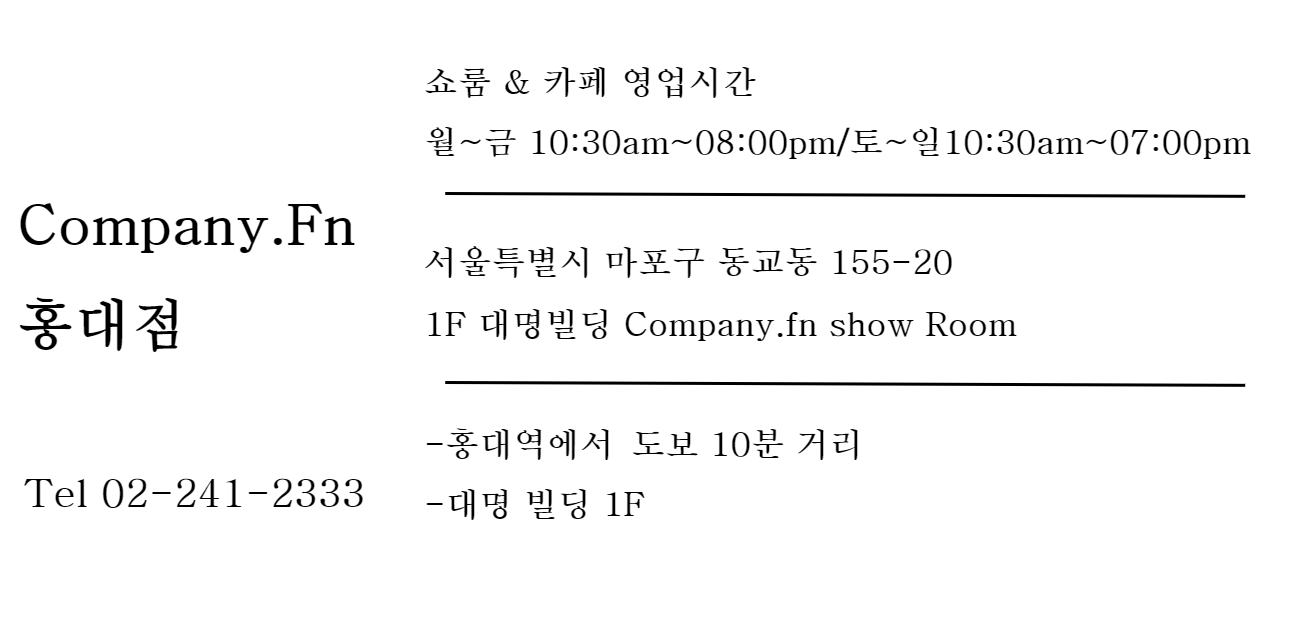 Company.Fn
홍대점
Tel 02-241-2333
쇼룸 & 카페 영업시간
월~금 10:30am~08:00pm/토~일10:30am~07:00pm
서울특별시 마포구 동교동 155-20
1F 대명빌딩 Company.fn show Room
-홍대역에서 도보 10분 거리
-대명 빌딩 1F